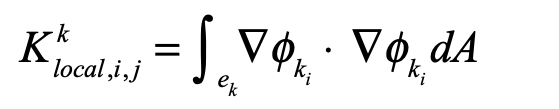 K^k_{local,i,j} = ∫_{e_k} ∇ϕ_{k_i} · ∇ϕ_{k_i} dA